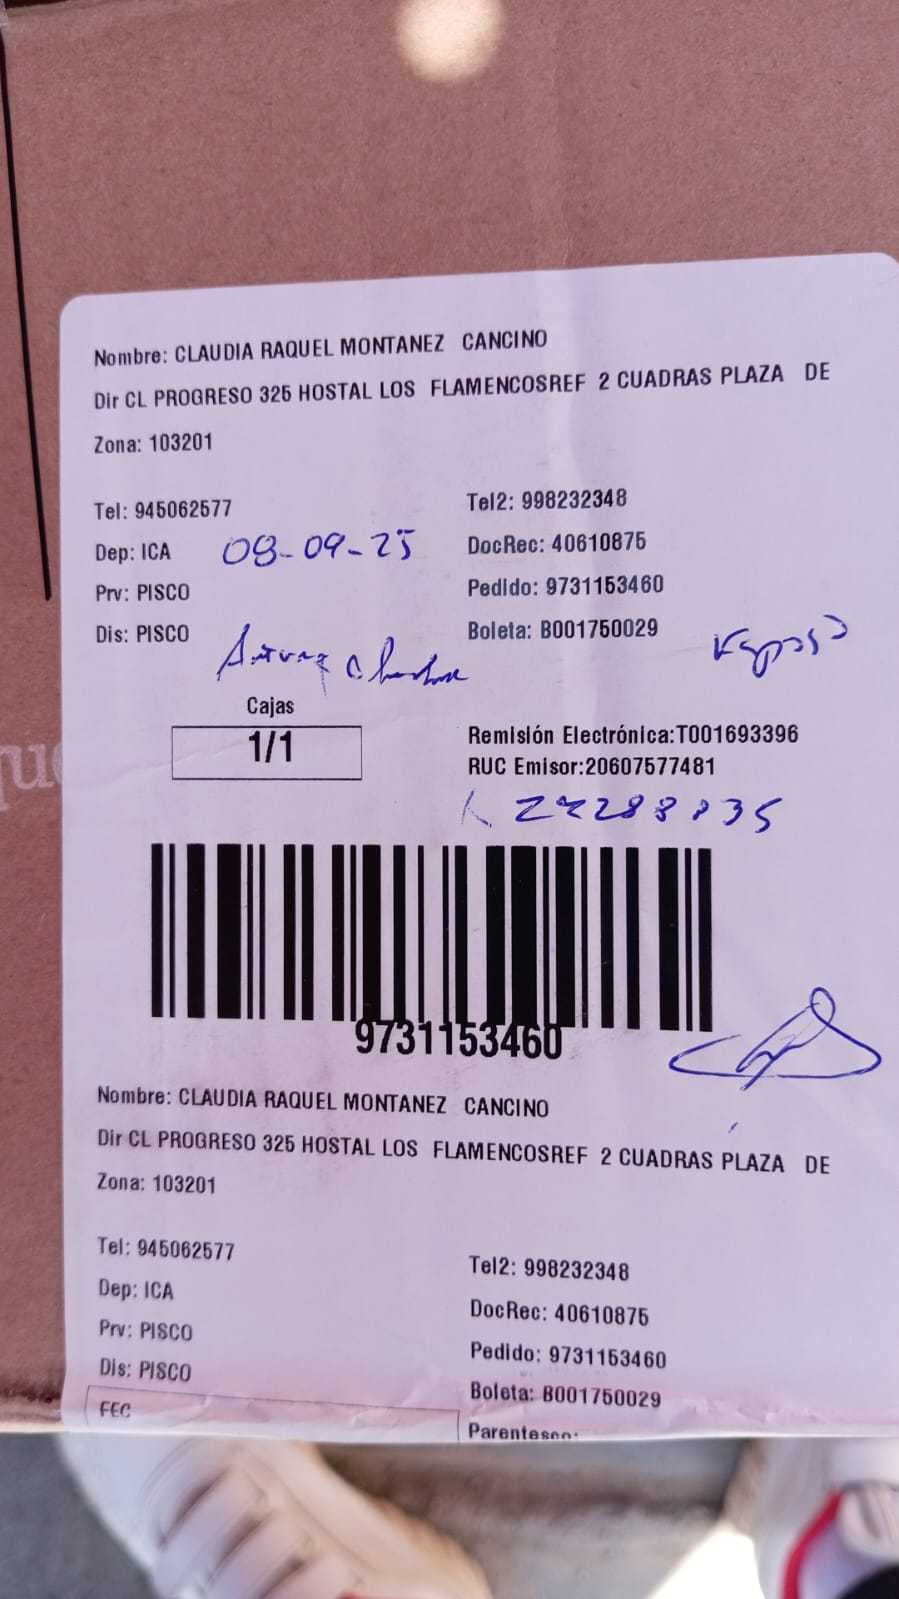 Nombre: CLAUDIA RAQUEL MONTANEZ CANCINO
Dir CL PROGRESO 325 HOSTAL LOS FLAMENCOSREF 2 CUADRAS PLAZA DE
Zona: 103201
Tel: 945062577 Tel2: 998232348
Dep: ICA 08-09-25 DocRec: 40610875
Prv: PISCO Pedido: 9731153460
Dis: PISCO Boleta: B001750029
Cajas
1/1
Remisión Electrónica:T001693396
RUC Emisor:20607577481
9731153460
Nombre: CLAUDIA RAQUEL MONTANEZ CANCINO
Dir CL PROGRESO 325 HOSTAL LOS FLAMENCOSREF 2 CUADRAS PLAZA DE
Zona: 103201
Tel: 945062577 Tel2: 998232348
Dep: ICA DocRec: 40610875
Prv: PISCO Pedido: 9731153460
Dis: PISCO Boleta: B001750029
FEC Parentesco: